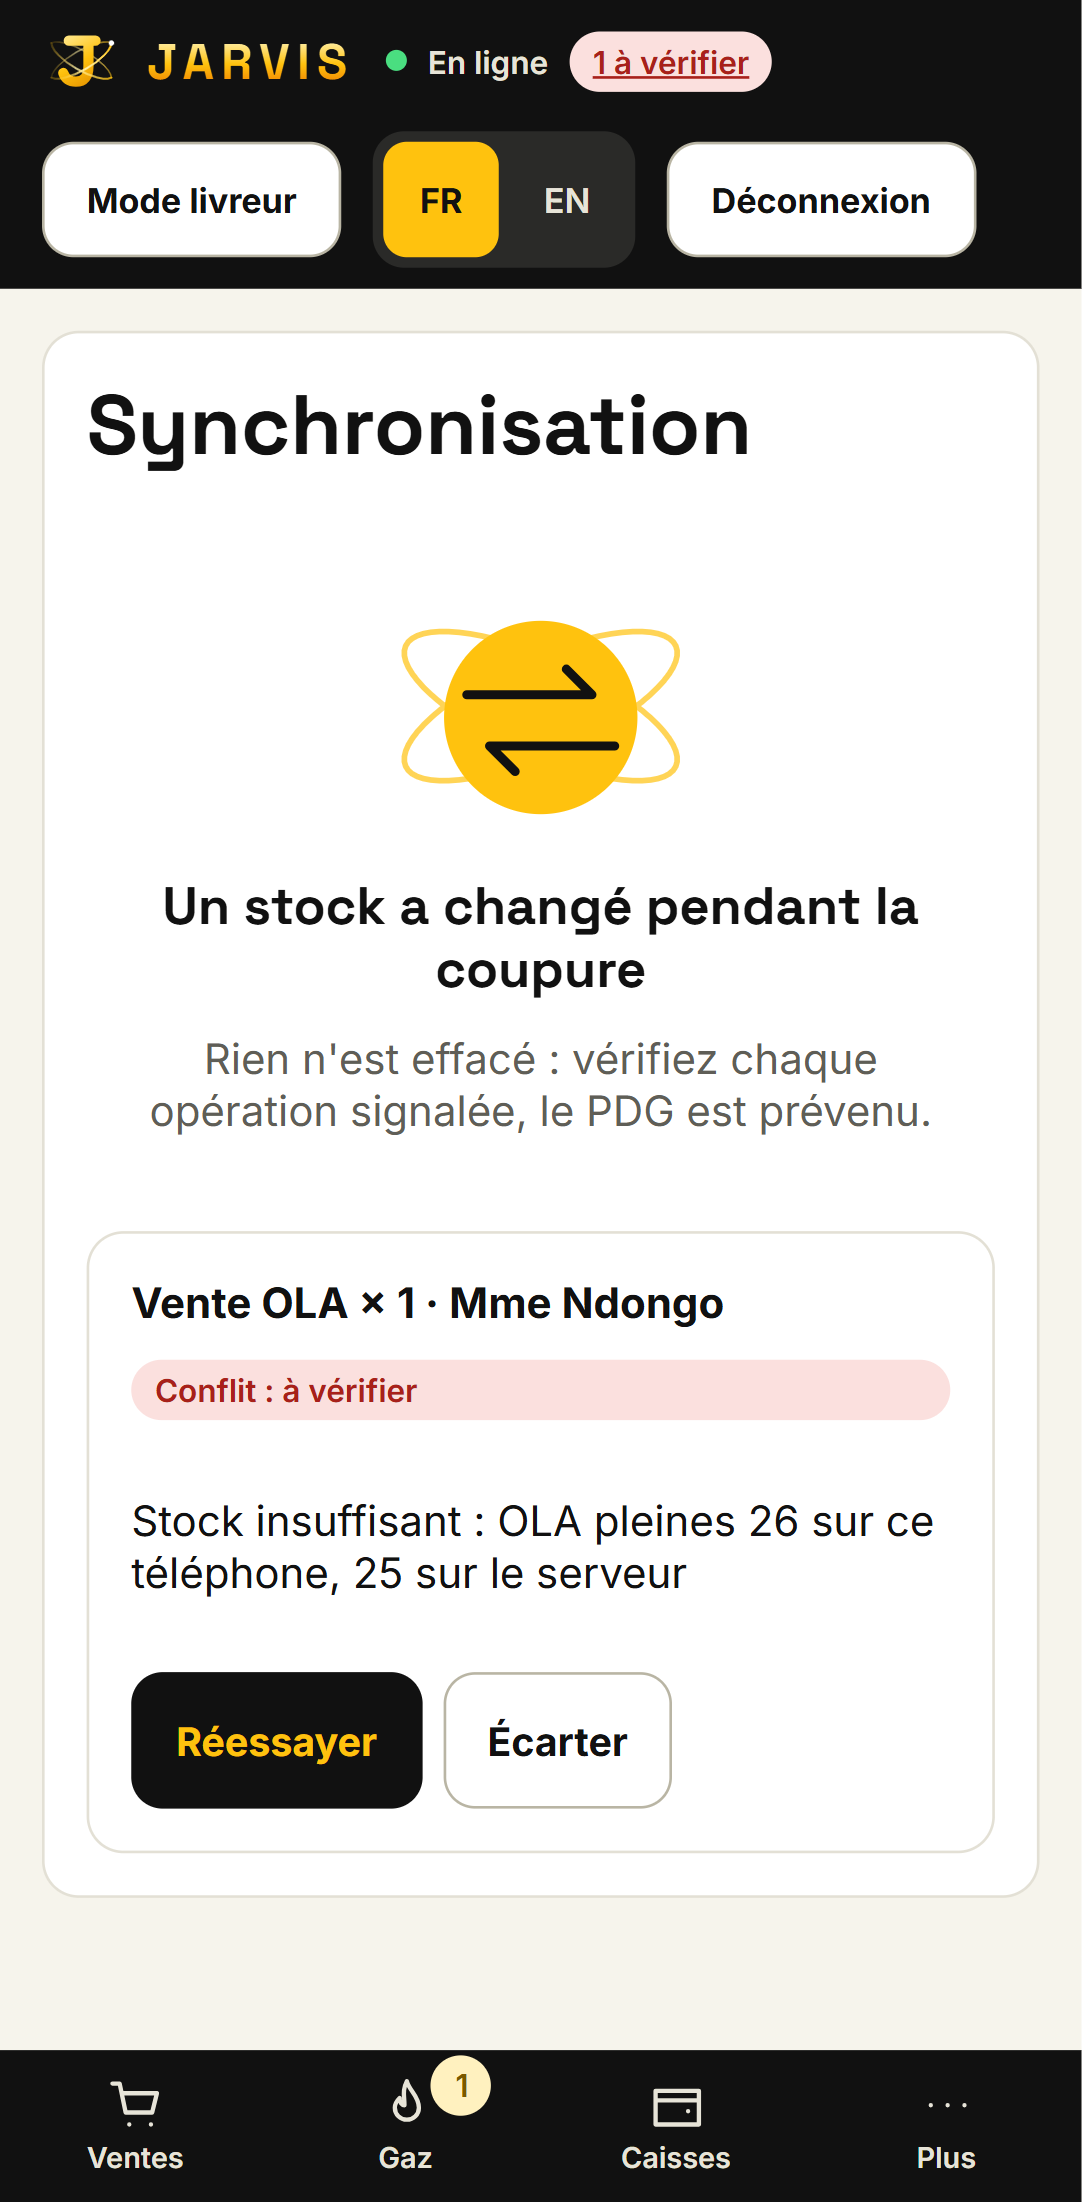 JARVIS
En ligne
1 à vérifier
Mode livreur
FR
EN
Déconnexion
Synchronisation
Un stock a changé pendant la
coupure
Rien n'est effacé : vérifiez chaque
opération signalée, le PDG est prévenu.
Vente OLA × 1 · Mme Ndongo
Conflit : à vérifier
Stock insuffisant : OLA pleines 26 sur ce
téléphone, 25 sur le serveur
Réessayer
Écarter
1
Ventes
Gaz
Caisses
Plus